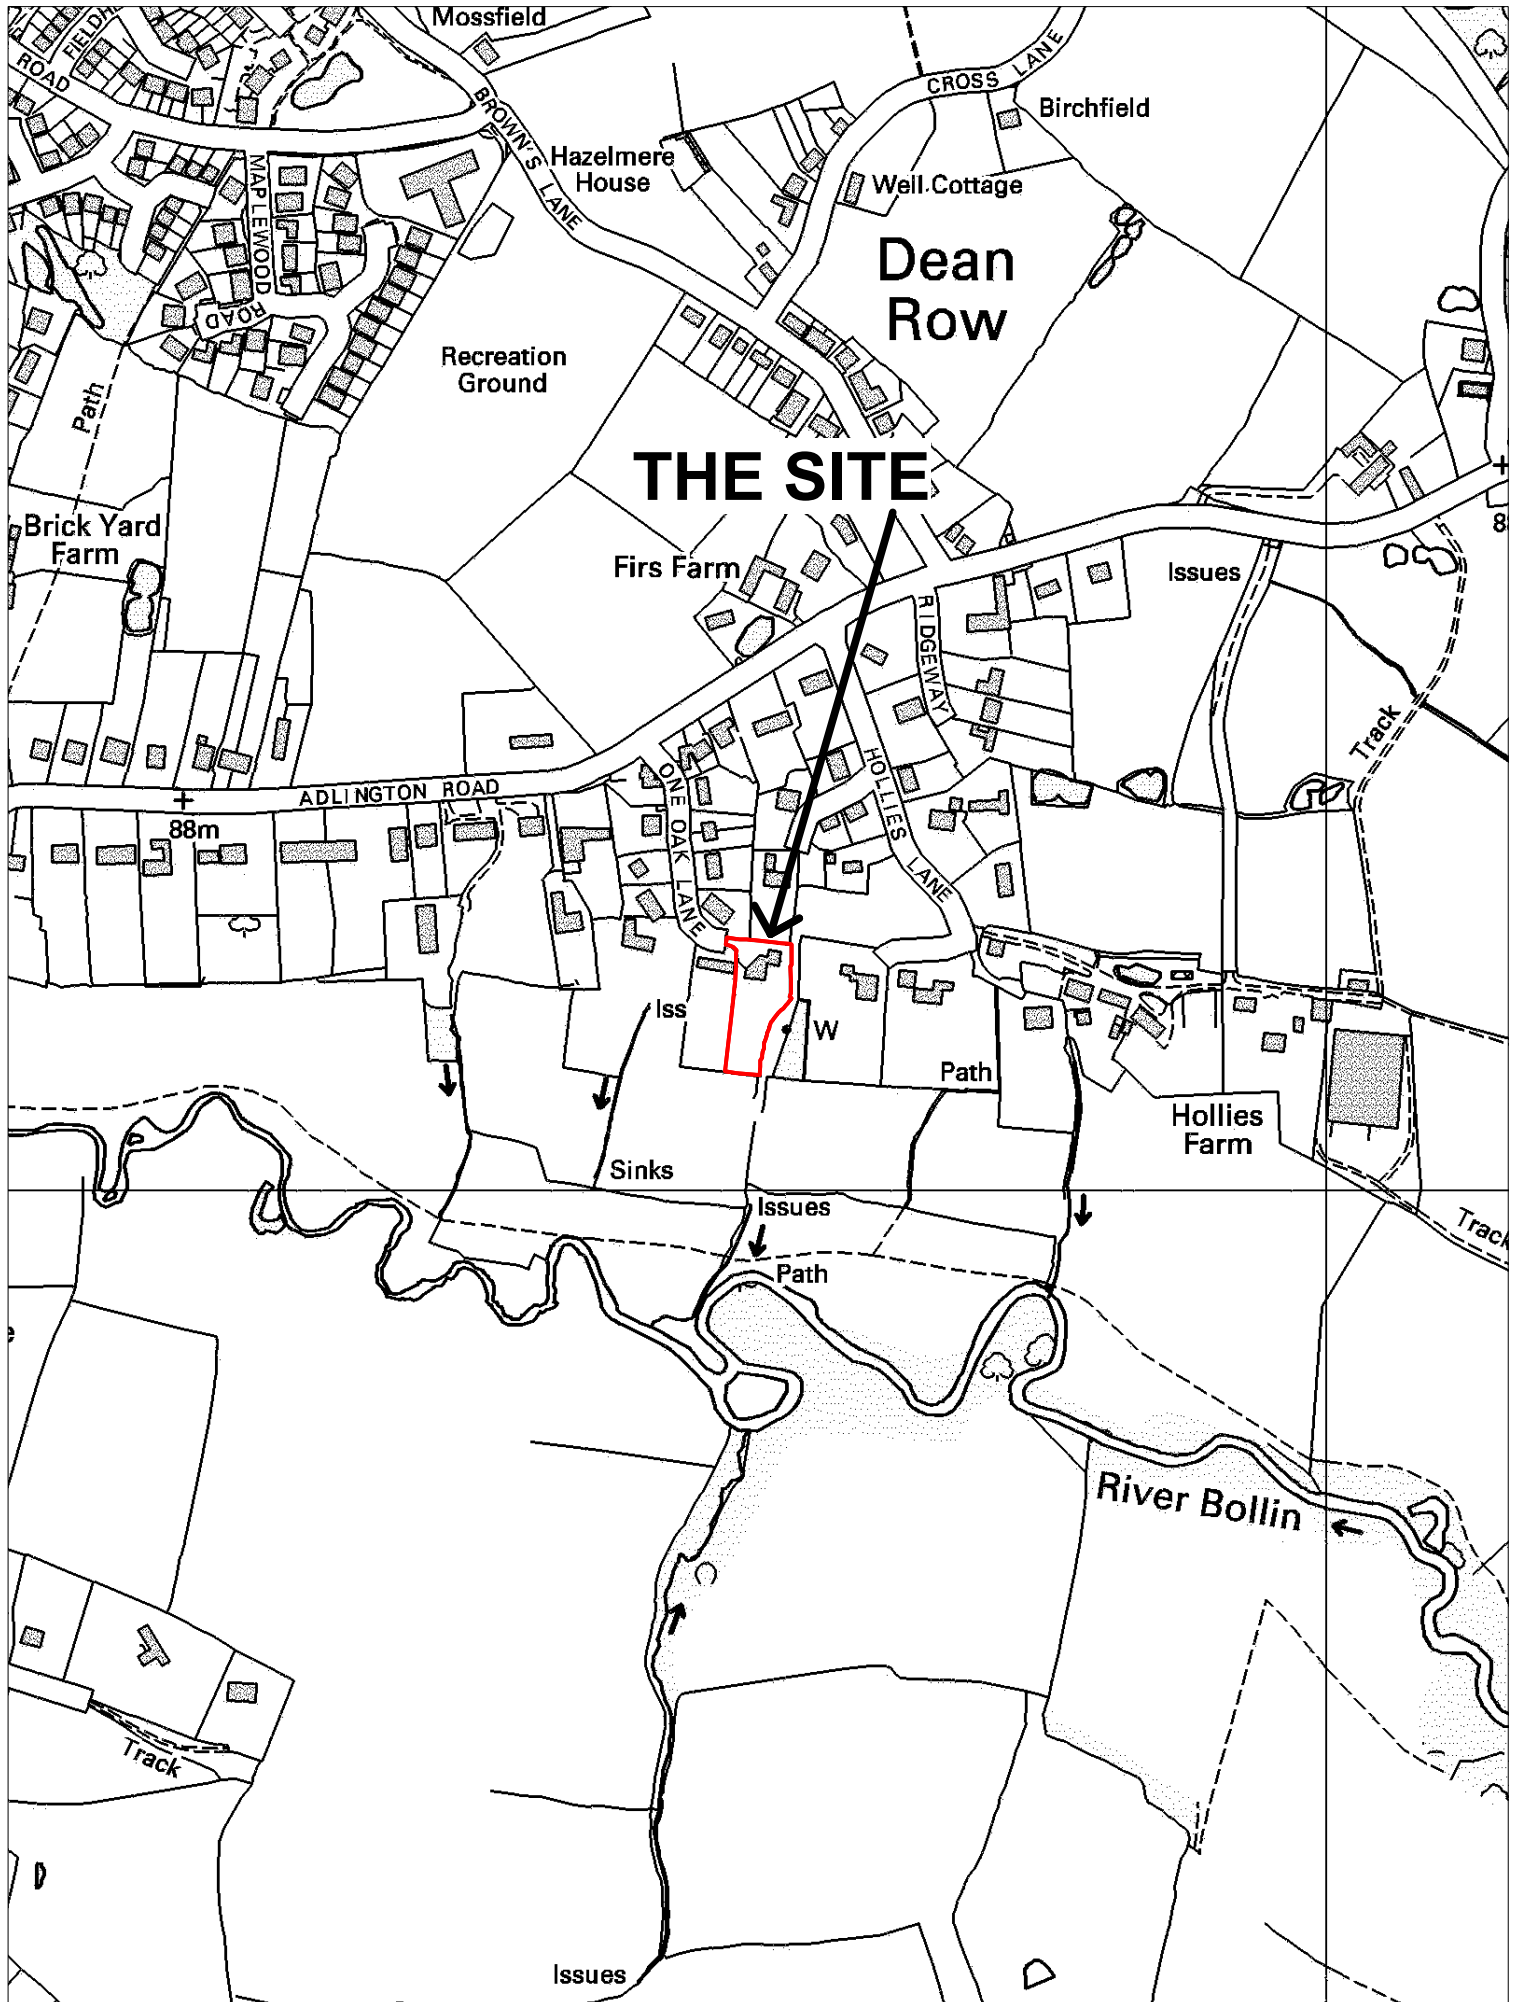 Mossfield
FIELDH
ROAD
CROSS LANE
BROWN'S LANE
Birchfield
Hazelmere
House
MAPLEWOOD
ROAD
Well Cottage
Dean
Row
Recreation
Ground
Path
THE SITE
Brick Yard
Farm
Firs Farm
Issues
RIDGEWAY
Track
HOLLIES LANE
ONE OAK LANE
ADLINGTON ROAD
88m
Iss
W
Path
Hollies
Farm
Sinks
Issues
Path
Track
River Bollin
Track
Issues